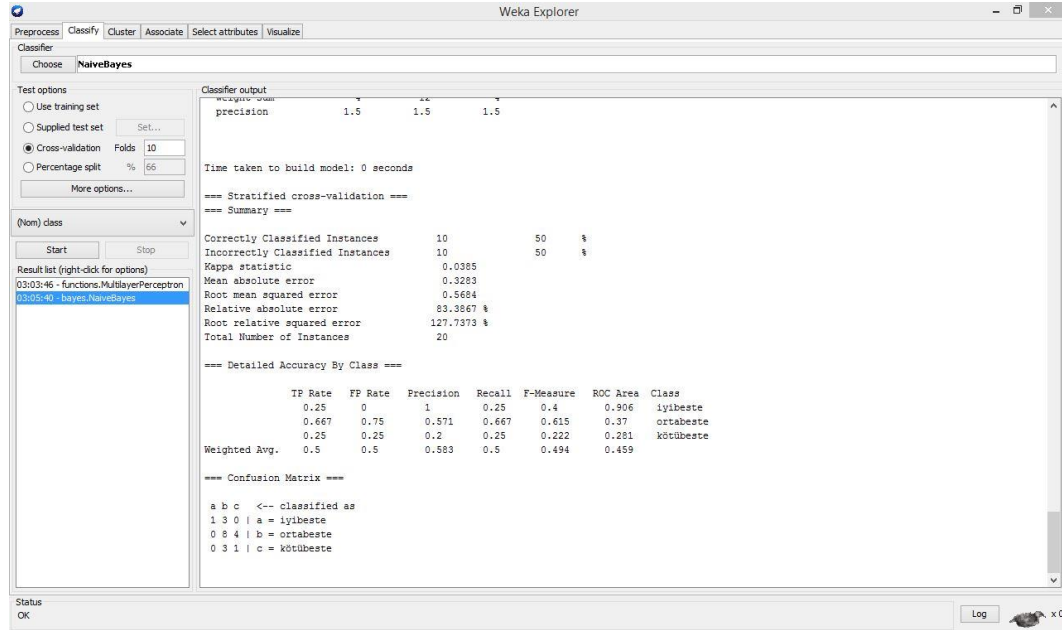 Weka Explorer
Preprocess Classify Cluster Associate Select attributes Visualize
Classifier
Choose NaiveBayes
Test options
Use training set
Supplied test set Set...
Cross-validation Folds 10
Percentage split % 66
More options...
(Nom) class
Start Stop
Result list (right-click for options)
03:03:46 - functions.MultilayerPerceptron
03:05:40 - bayes.NaiveBayes
Classifier output
weight sum 4 12 4
precision 1.5 1.5 1.5
Time taken to build model: 0 seconds
=== Stratified cross-validation ===
=== Summary ===
Correctly Classified Instances 10 50 %
Incorrectly Classified Instances 10 50 %
Kappa statistic 0.0385
Mean absolute error 0.3283
Root mean squared error 0.5684
Relative absolute error 83.3867 %
Root relative squared error 127.7373 %
Total Number of Instances 20
=== Detailed Accuracy By Class ===
TP Rate FP Rate Precision Recall F-Measure ROC Area Class
0.25 0 1 0.25 0.4 0.906 iyibeste
0.667 0.75 0.571 0.667 0.615 0.37 ortabeste
0.25 0.25 0.2 0.25 0.222 0.281 kötübeste
Weighted Avg. 0.5 0.5 0.583 0.5 0.494 0.459
=== Confusion Matrix ===
a b c <-- classified as
1 3 0 | a = iyibeste
0 8 4 | b = ortabeste
0 3 1 | c = kötübeste
Status
OK
Log x 0